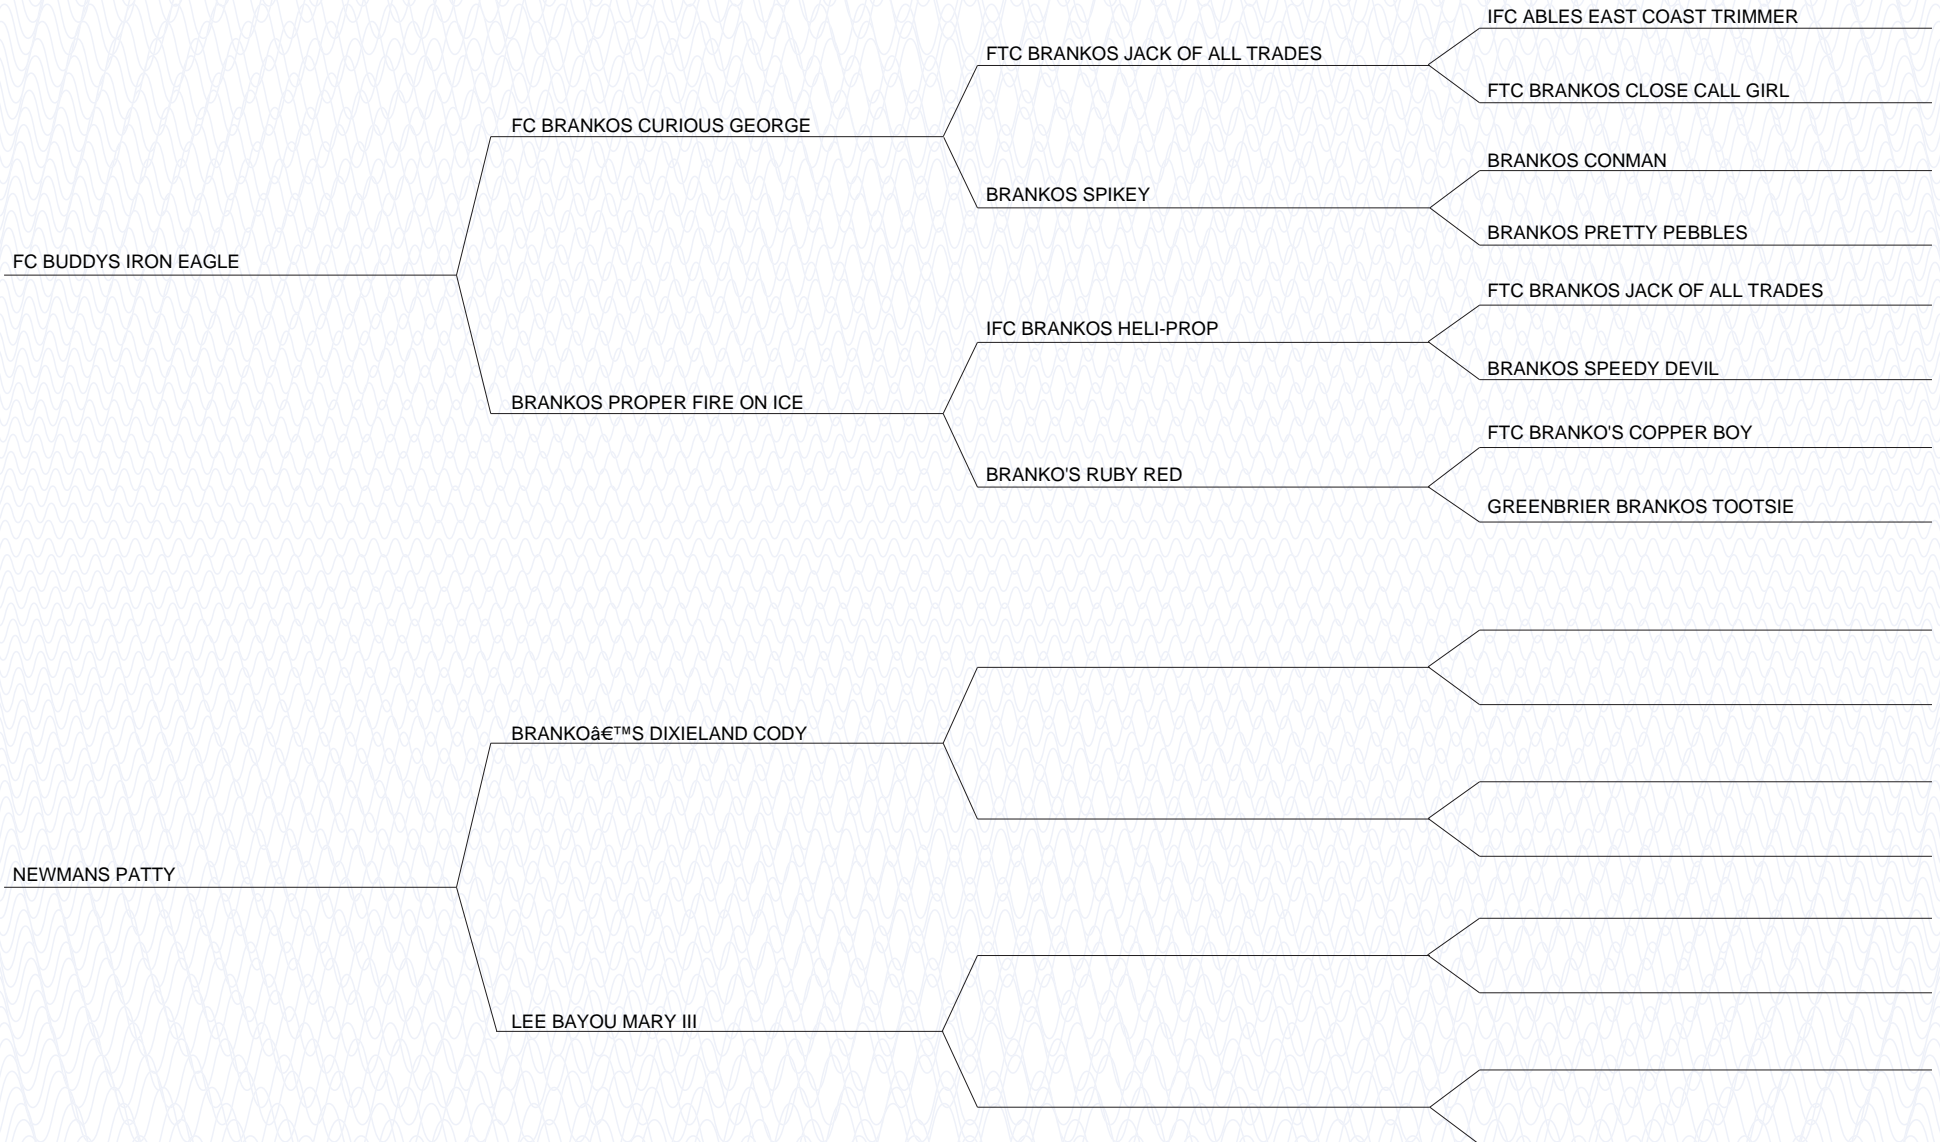 IFC ABLES EAST COAST TRIMMER
FTC BRANKOS JACK OF ALL TRADES
FTC BRANKOS CLOSE CALL GIRL
FC BRANKOS CURIOUS GEORGE
BRANKOS CONMAN
BRANKOS SPIKEY
BRANKOS PRETTY PEBBLES
FC BUDDYS IRON EAGLE
FTC BRANKOS JACK OF ALL TRADES
IFC BRANKOS HELI-PROP
BRANKOS SPEEDY DEVIL
BRANKOS PROPER FIRE ON ICE
FTC BRANKO'S COPPER BOY
BRANKO'S RUBY RED
GREENBRIER BRANKOS TOOTSIE
BRANKO’S DIXIELAND CODY
NEWMANS PATTY
LEE BAYOU MARY III